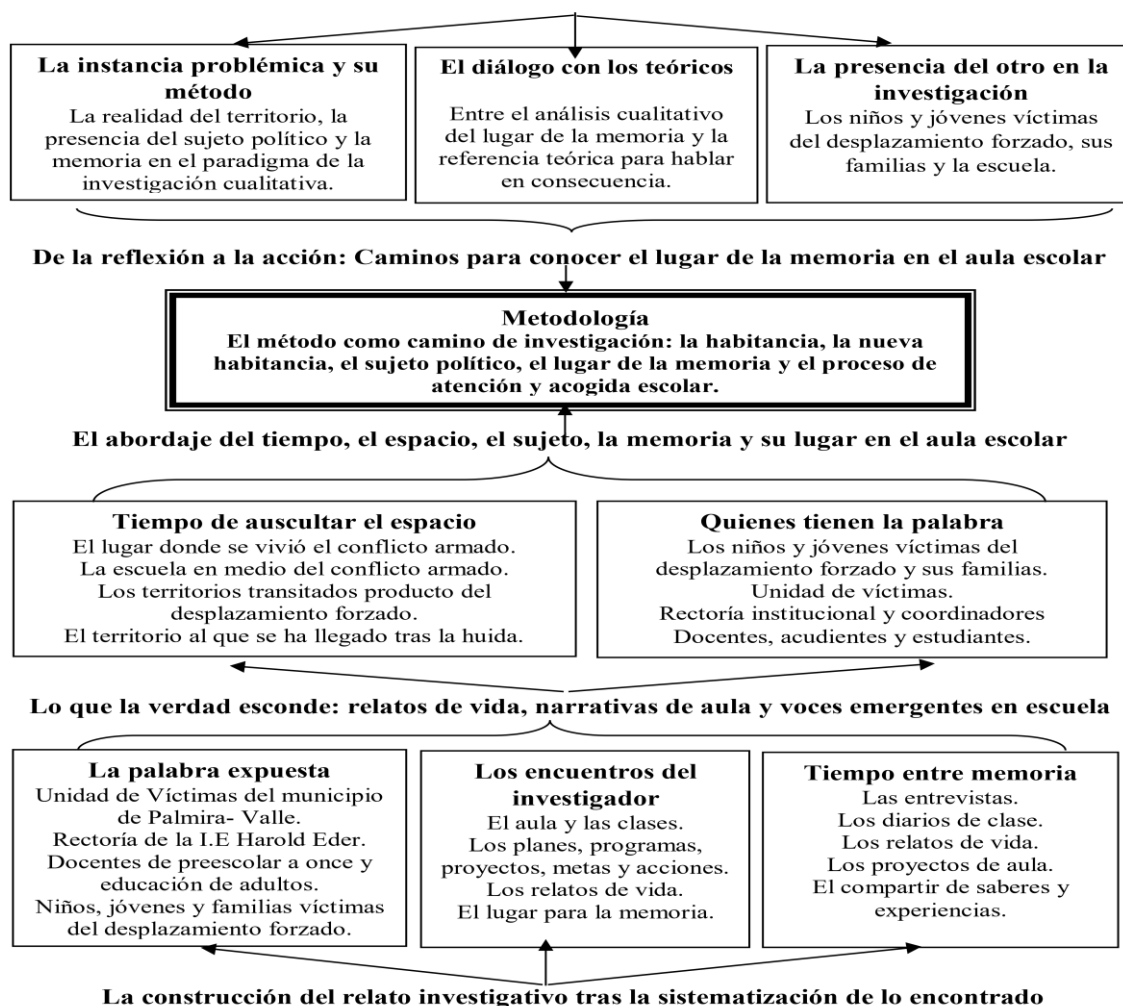 La instancia problémica y su
método
La realidad del territorio, la
presencia del sujeto político y la
memoria en el paradigma de la
investigación cualitativa.
El diálogo con los teóricos
Entre el análisis cualitativo
del lugar de la memoria y la
referencia teórica para hablar
en consecuencia.
La presencia del otro en la
investigación
Los niños y jóvenes víctimas
del desplazamiento forzado, sus
familias y la escuela.
De la reflexión a la acción: Caminos para conocer el lugar de la memoria en el aula escolar
Metodología
El método como camino de investigación: la habitancia, la nueva
habitancia, el sujeto político, el lugar de la memoria y el proceso de
atención y acogida escolar.
El abordaje del tiempo, el espacio, el sujeto, la memoria y su lugar en el aula escolar
Tiempo de auscultar el espacio
El lugar donde se vivió el conflicto armado.
La escuela en medio del conflicto armado.
Los territorios transitados producto del
desplazamiento forzado.
El territorio al que se ha llegado tras la huida.
Quienes tienen la palabra
Los niños y jóvenes víctimas del
desplazamiento forzado y sus familias.
Unidad de víctimas.
Rectoría institucional y coordinadores
Docentes, acudientes y estudiantes.
Lo que la verdad esconde: relatos de vida, narrativas de aula y voces emergentes en escuela
La palabra expuesta
Unidad de Víctimas del municipio
de Palmira- Valle.
Rectoría de la I.E Harold Eder.
Docentes de preescolar a once y
educación de adultos.
Niños, jóvenes y familias víctimas
del desplazamiento forzado.
Los encuentros del
investigador
El aula y las clases.
Los planes, programas,
proyectos, metas y acciones.
Los relatos de vida.
El lugar para la memoria.
Tiempo entre memoria
Las entrevistas.
Los diarios de clase.
Los relatos de vida.
Los proyectos de aula.
El compartir de saberes y
experiencias.
La construcción del relato investigativo tras la sistematización de lo encontrado